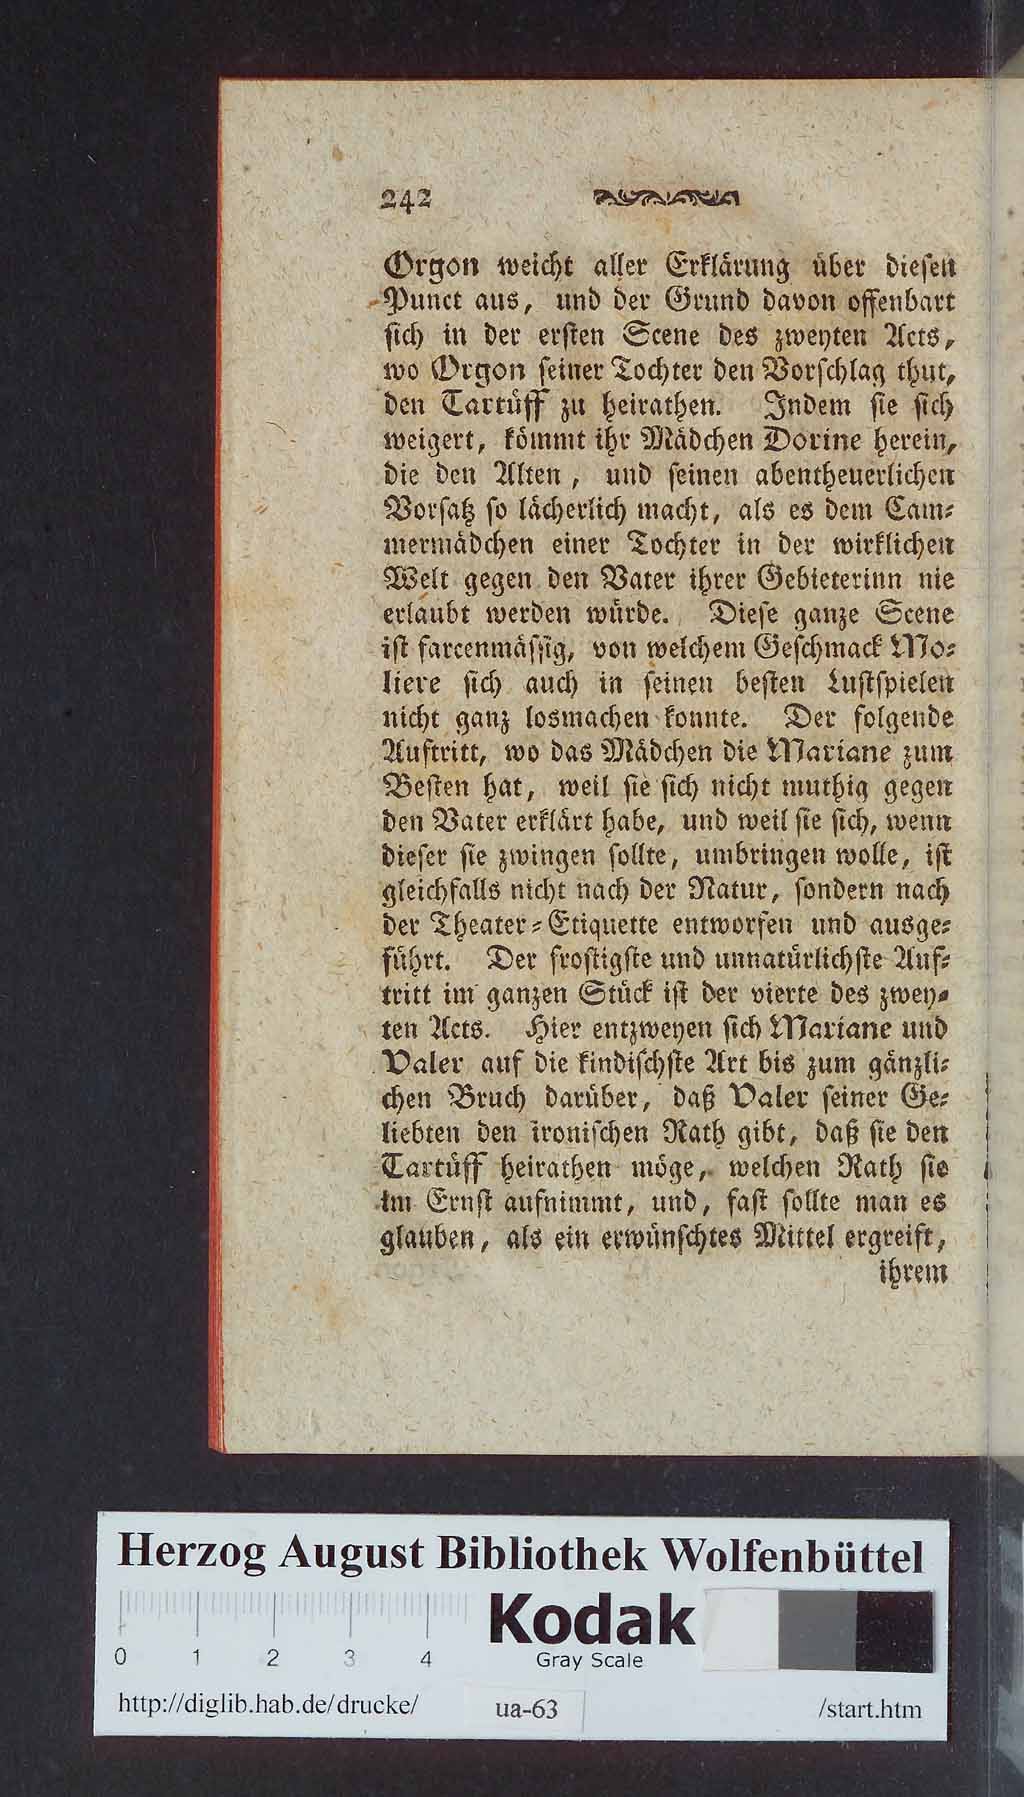 242
Orgon weicht aller Erklärung über diesen
Punct aus, und der Grund davon offenbart
sich in der ersten Scene des zweyten Acts,
wo Orgon seiner Tochter den Vorschlag thut,
den Tartüff zu heirathen. Indem sie sich
weigert, kömmt ihr Mädchen Dorine herein,
die den Alten, und seinen abentheuerlichen
Vorsatz so lächerlich macht, als es dem Cam-
mermädchen einer Tochter in der wirklichen
Welt gegen den Vater ihrer Gebieterinn nie
erlaubt werden würde. Diese ganze Scene
ist farcenmässig, von welchem Geschmack Mo-
liere sich auch in seinen besten Lustspielen
nicht ganz losmachen konnte. Der folgende
Auftritt, wo das Mädchen die Mariane zum
Besten hat, weil sie sich nicht muthig gegen
den Vater erklärt habe, und weil sie sich, wenn
dieser sie zwingen sollte, umbringen wolle, ist
gleichfalls nicht nach der Natur, sondern nach
der Theater-Etiquette entworfen und ausge-
führt. Der frostigste und unnatürlichste Auf-
tritt im ganzen Stück ist der vierte des zwey-
ten Acts. Hier entzweyen sich Mariane und
Valer auf die kindischste Art bis zum gänzli-
chen Bruch darüber, daß Valer seiner Ge-
liebten den ironischen Rath gibt, daß sie den
Tartüff heirathen möge, welchen Rath sie
im Ernst aufnimmt, und, fast sollte man es
glauben, als ein erwünschtes Mittel ergreift,
ihrem
Herzog August Bibliothek Wolfenbüttel
0 1 2 3 4
Kodak
Gray Scale
http://diglib.hab.de/drucke/ ua-63 /start.htm